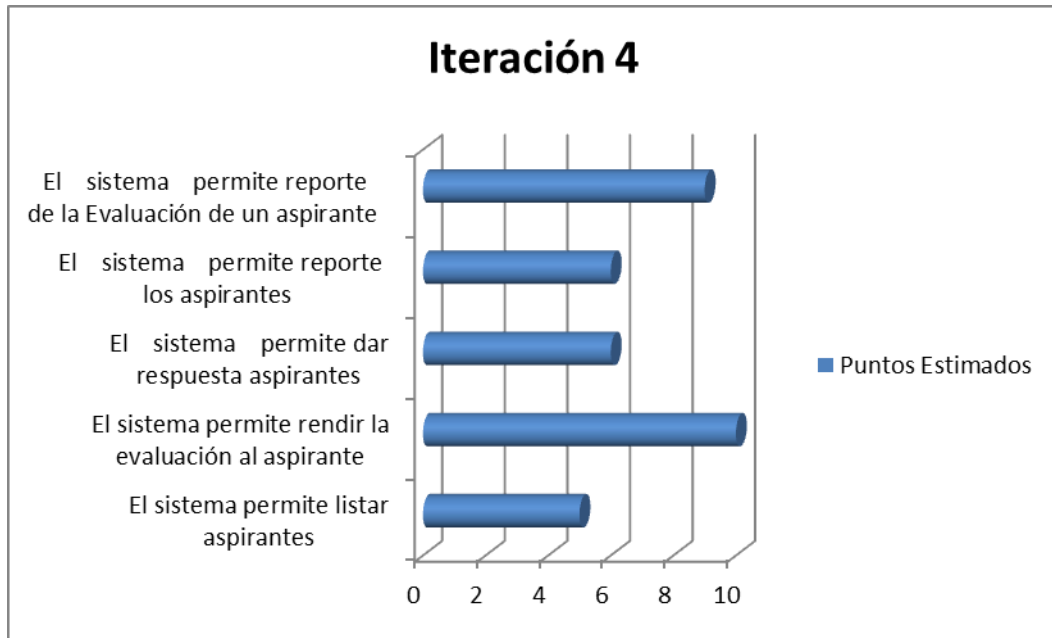 Iteración 4
El sistema permite reporte
de la Evaluación de un aspirante
El sistema permite reporte
los aspirantes
El sistema permite dar
respuesta aspirantes
El sistema permite rendir la
evaluación al aspirante
El sistema permite listar
aspirantes
Puntos Estimados
0 2 4 6 8 10